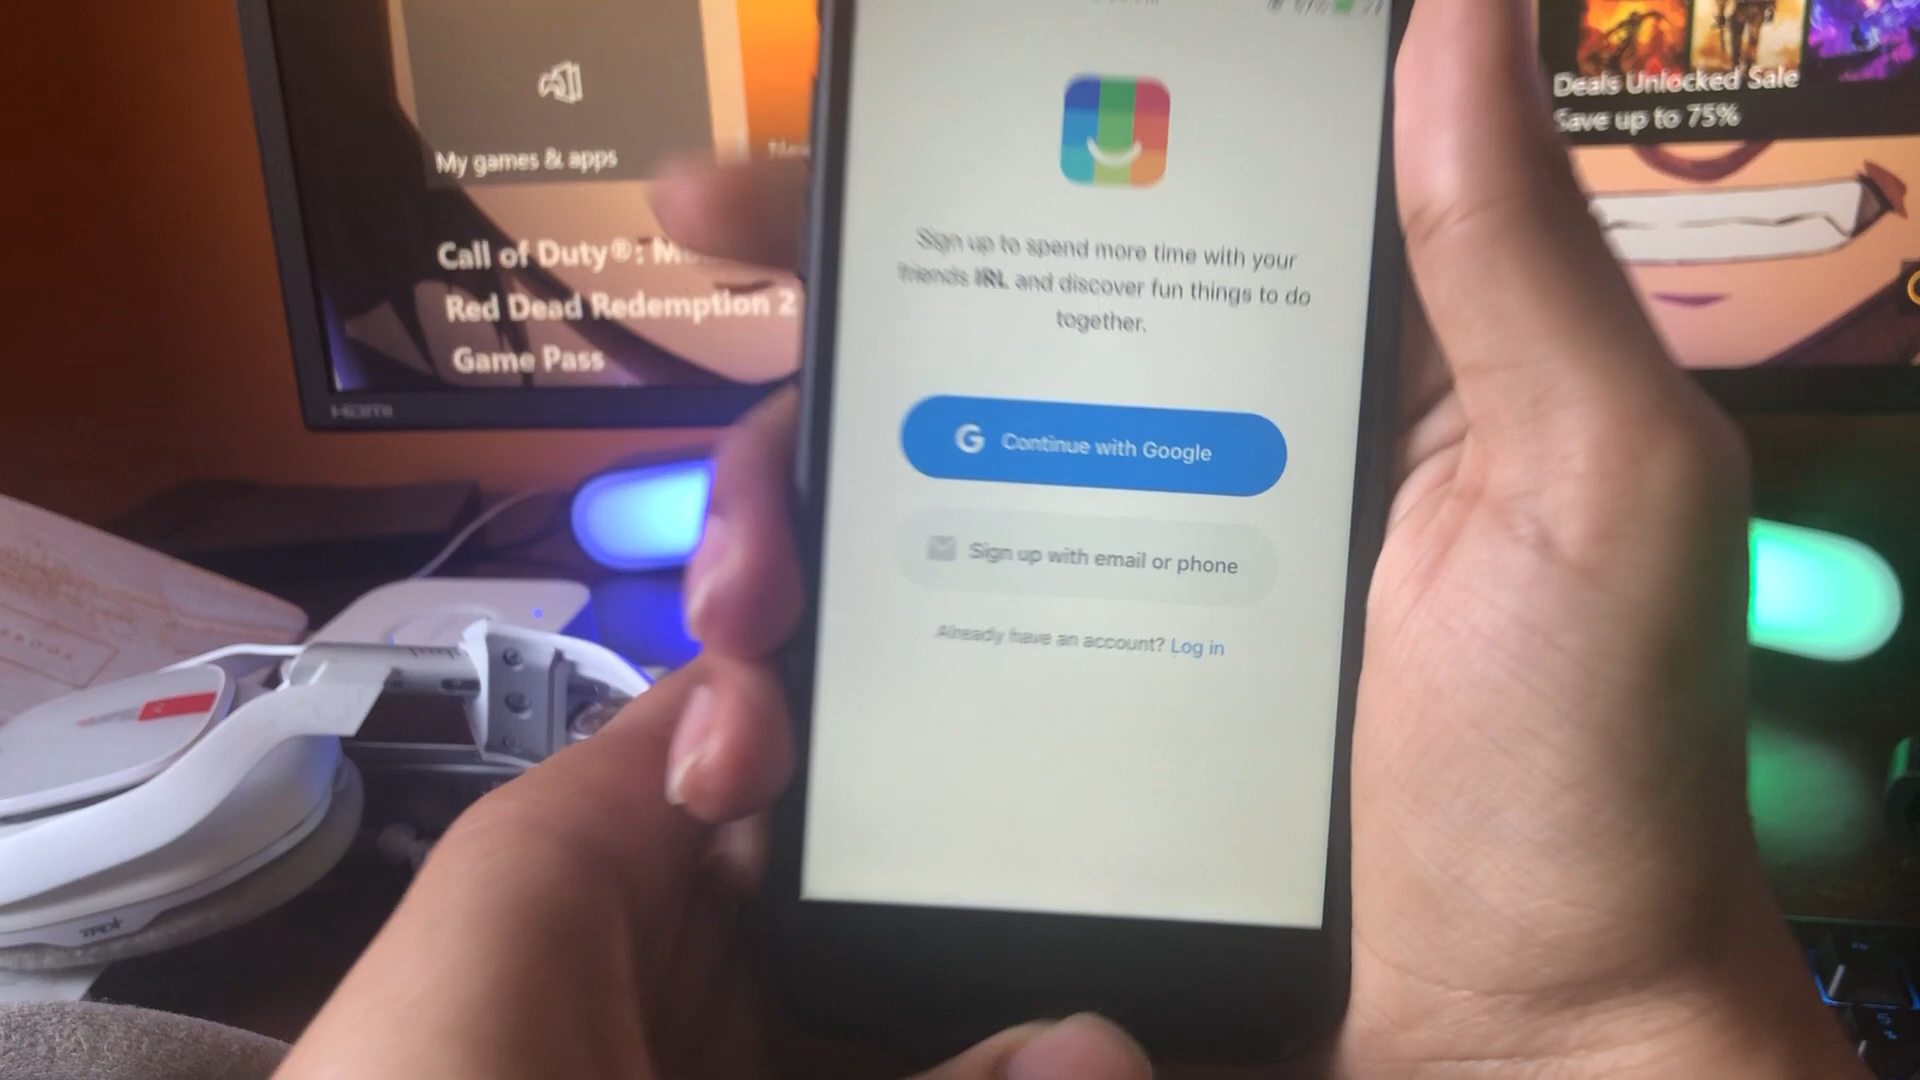 My games & apps
Call of Duty®:
Red Dead Redemption 2
Game Pass
HDMI
Sign up to spend more time with your
friends IRL and discover fun things to do
together.
G Continue with Google
Sign up with email or phone
Already have an account? Log in
Deals Unlocked Sale
Save up to 75%